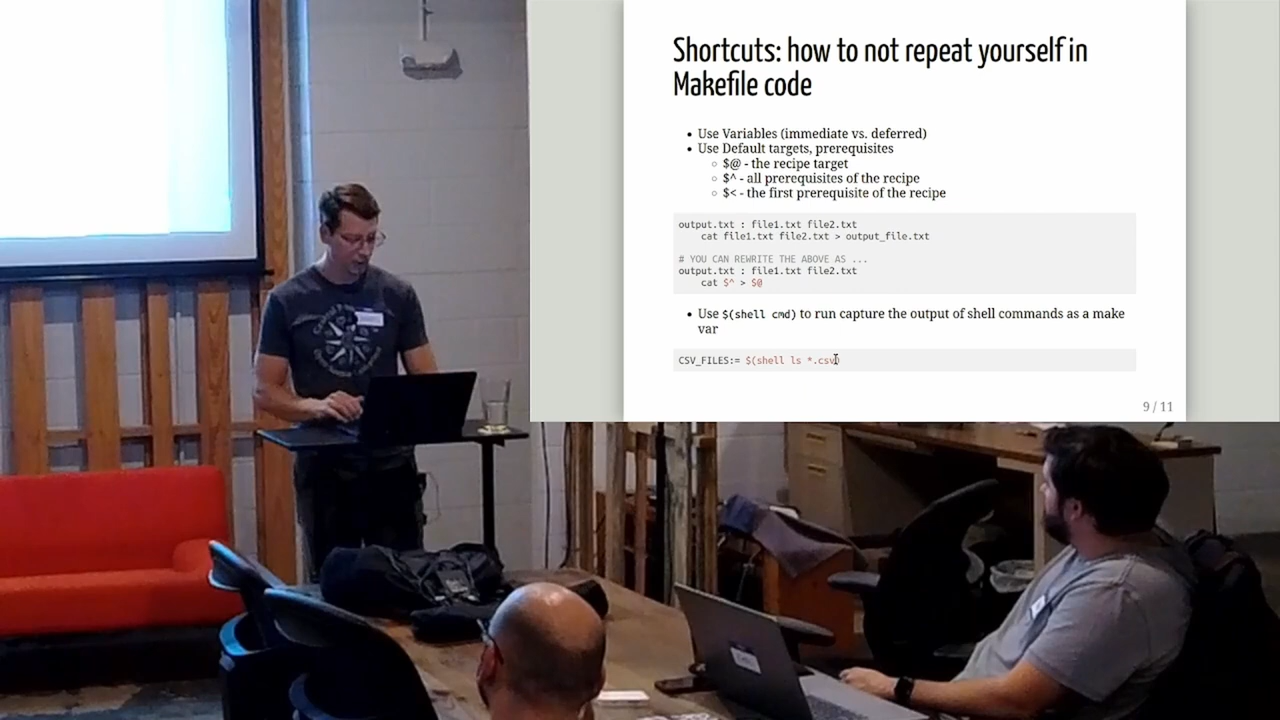 Shortcuts: how to not repeat yourself in
Makefile code
• Use Variables (immediate vs. deferred)
• Use Default targets, prerequisites
◦ $@ - the recipe target
◦ $^ - all prerequisites of the recipe
◦ $< - the first prerequisite of the recipe
output.txt : file1.txt file2.txt
cat file1.txt file2.txt > output_file.txt
# YOU CAN REWRITE THE ABOVE AS ...
output.txt : file1.txt file2.txt
cat $^ > $@
• Use $(shell cmd) to run capture the output of shell commands as a make
var
CSV_FILES:= $(shell ls *.csv)
9 / 11